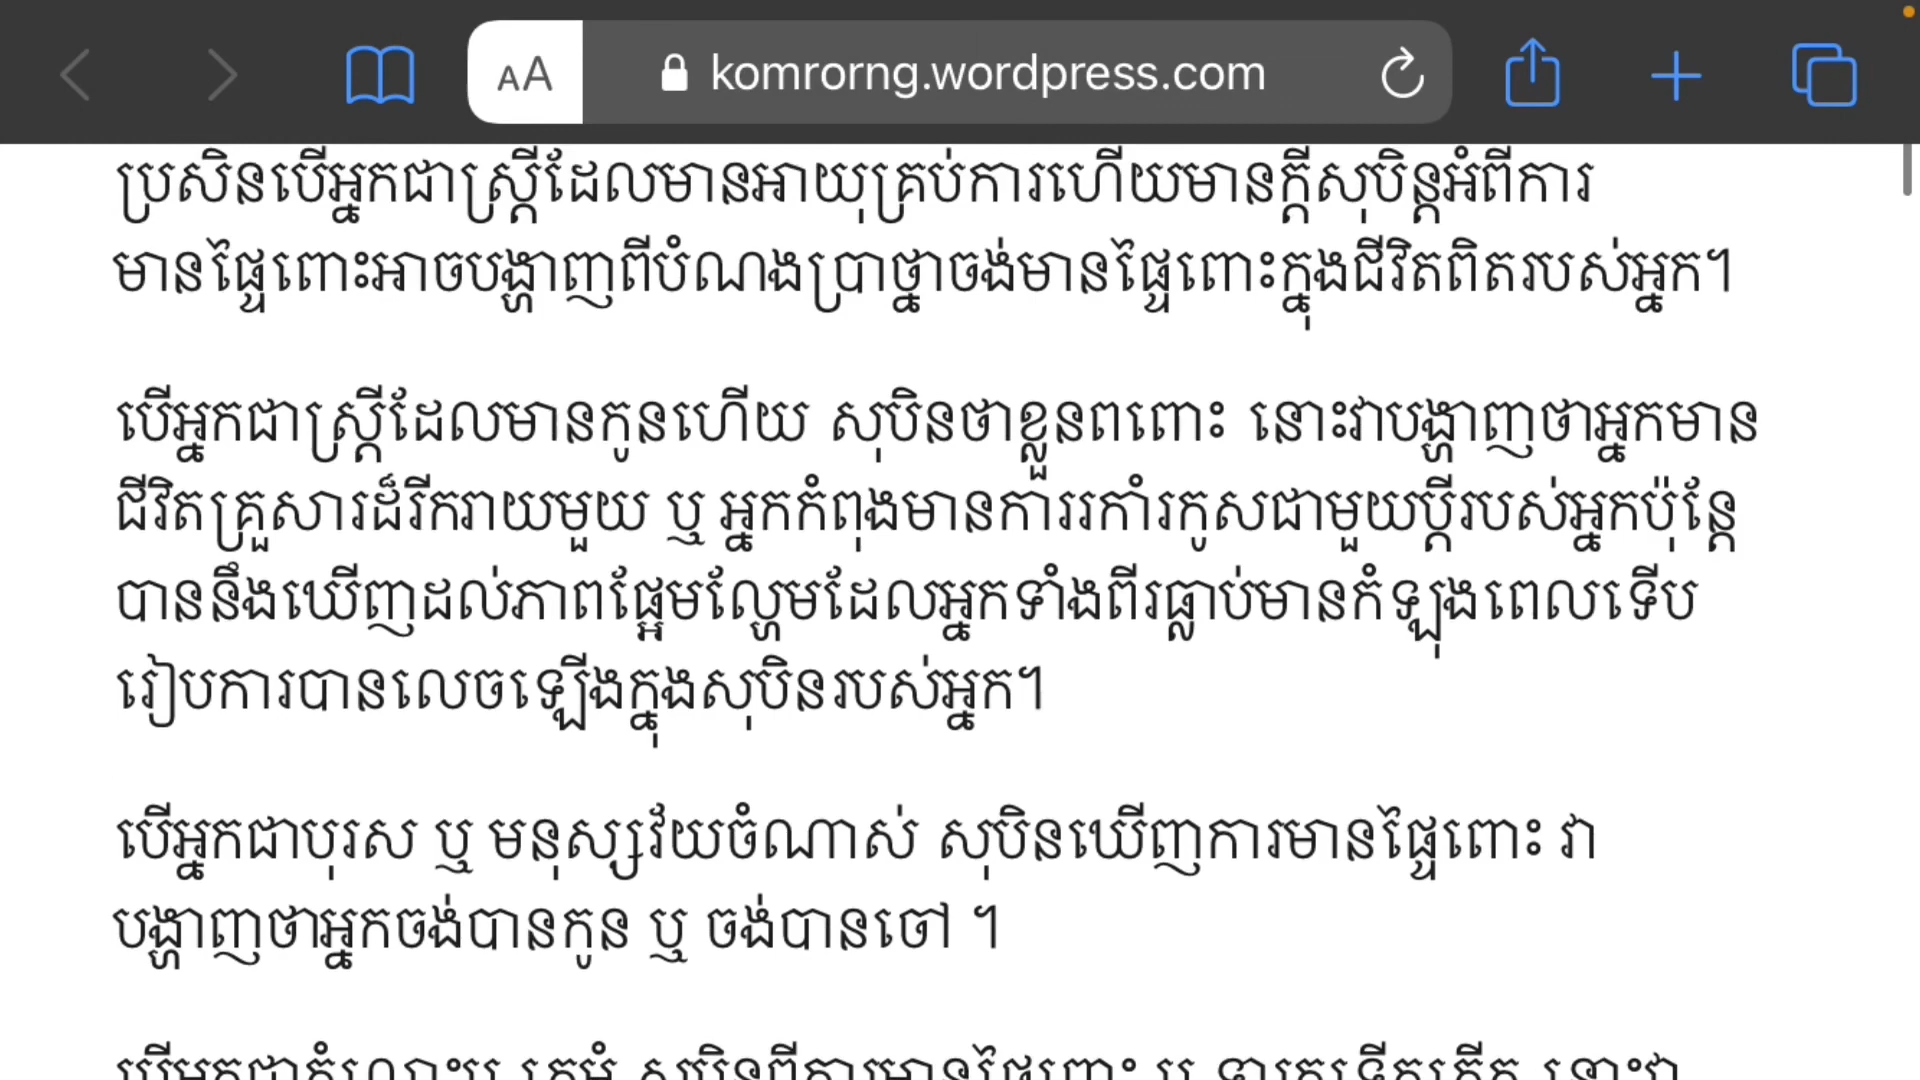 AA
komrorng.wordpress.com
ប្រសិនបើអ្នកជាស្ត្រីដែលមានអាយុគ្រប់ការហើយមានក្ដីសុបិន្តអំពីការ
មានផ្ទៃពោះអាចបង្ហាញពីបំណងប្រាថ្នាចង់មានផ្ទៃពោះក្នុងជីវិតពិតរបស់អ្នក។
បើអ្នកជាស្ត្រីដែលមានកូនហើយ សុបិនថាខ្លួនពពោះ នោះវាបង្ហាញថាអ្នកមាន
ជីវិតគ្រួសារដ៏រីករាយមួយ ឬ អ្នកកំពុងមានការរកាំរកូសជាមួយប្ដីរបស់អ្នកប៉ុន្តែ
បាននឹងឃើញដល់ភាពផ្អែមល្ហែមដែលអ្នកទាំងពីរធ្លាប់មានកំឡុងពេលទើប
រៀបការបានលេចឡើងក្នុងសុបិនរបស់អ្នក។
បើអ្នកជាបុរស ឬ មនុស្សវ័យចំណាស់ សុបិនឃើញការមានផ្ទៃពោះ វា
បង្ហាញថាអ្នកចង់បានកូន ឬ ចង់បានចៅ ។